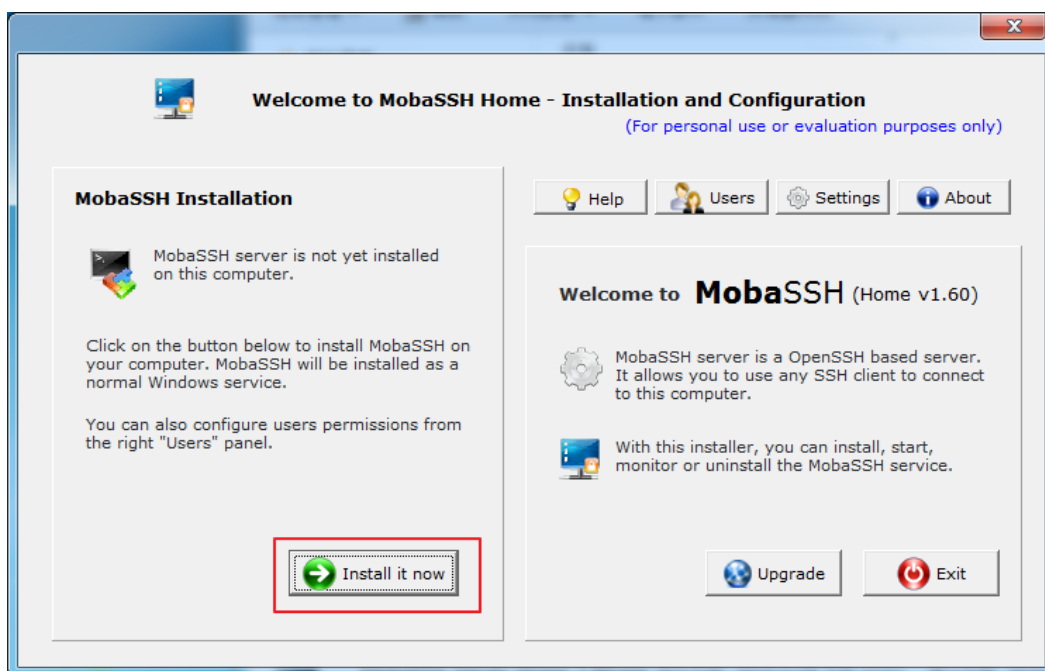 Welcome to MobaSSH Home - Installation and Configuration
(For personal use or evaluation purposes only)
MobaSSH Installation
MobaSSH server is not yet installed
on this computer.
Click on the button below to install MobaSSH on
your computer. MobaSSH will be installed as a
normal Windows service.
You can also configure users permissions from
the right "Users" panel.
Install it now
Help
Users
Settings
About
Welcome to MobaSSH (Home v1.60)
MobaSSH server is a OpenSSH based server.
It allows you to use any SSH client to connect
to this computer.
With this installer, you can install, start,
monitor or uninstall the MobaSSH service.
Upgrade
Exit